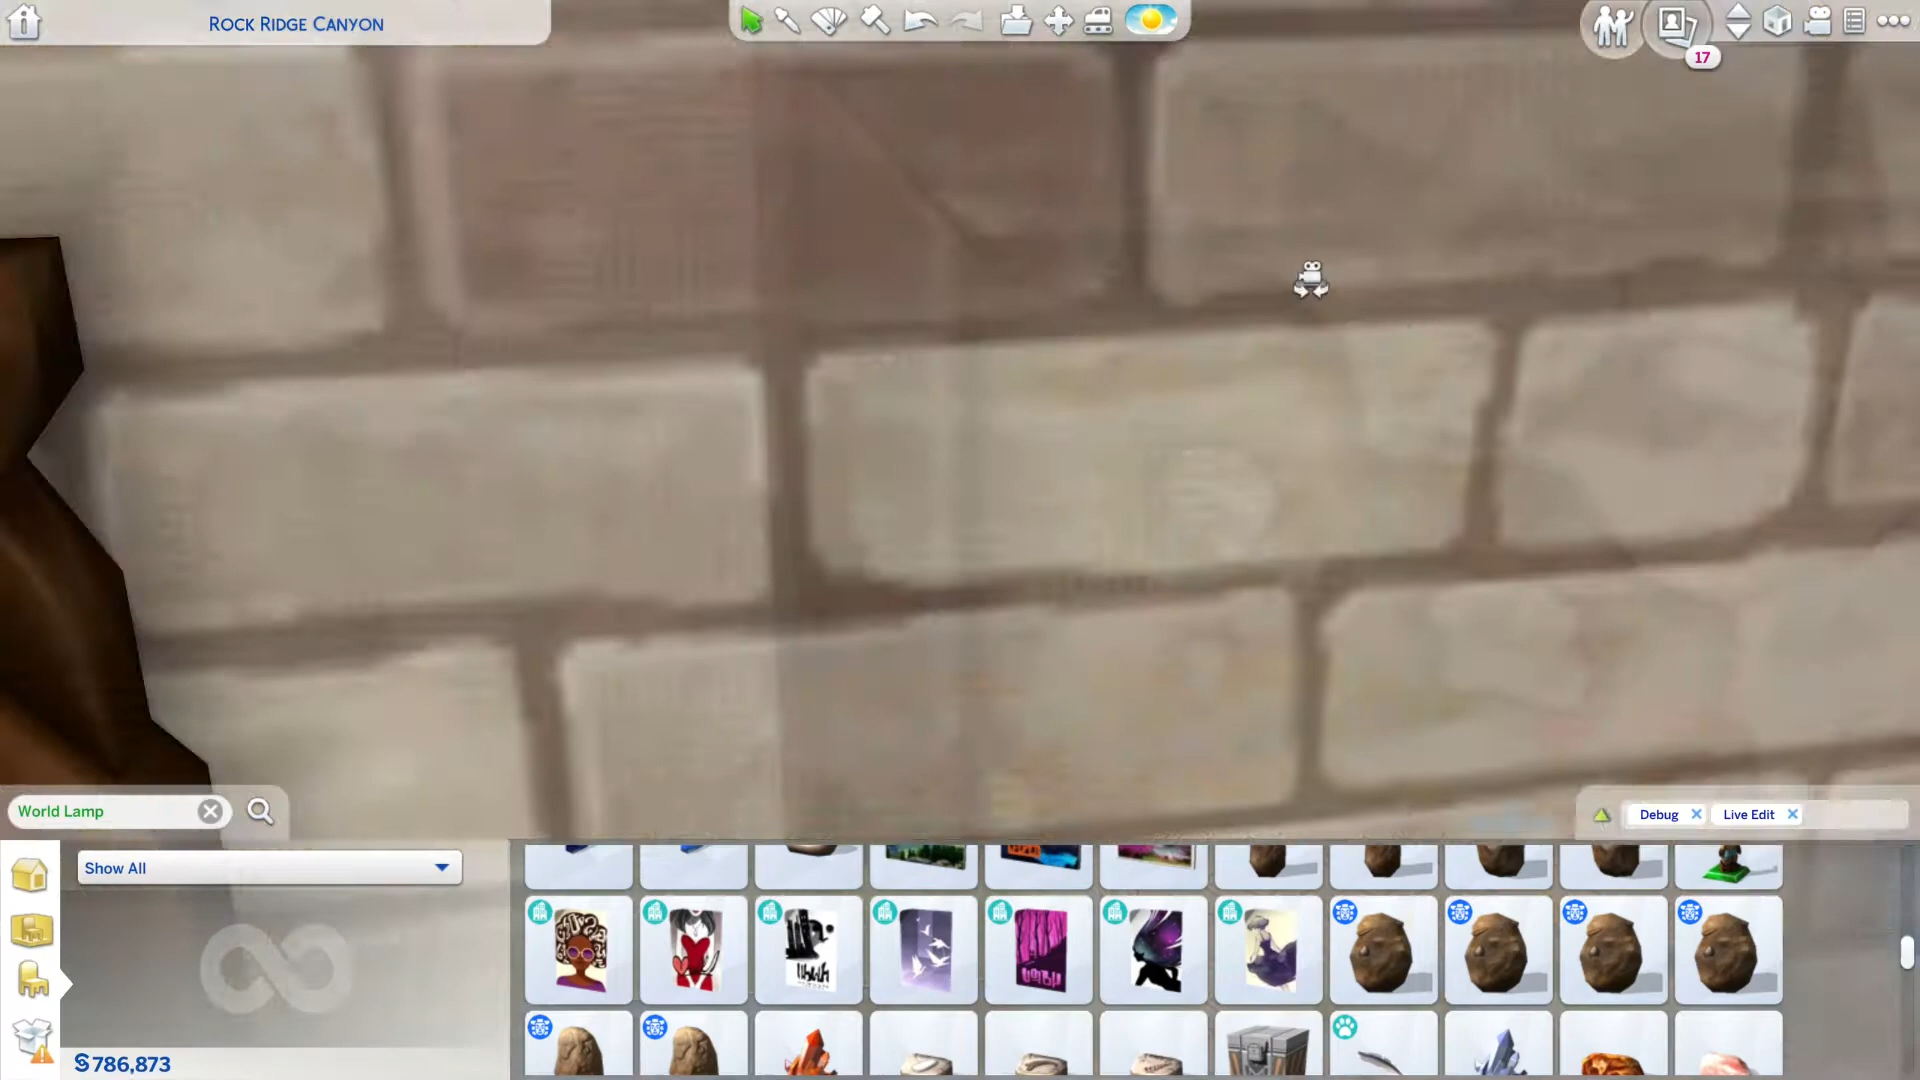 ROCK RIDGE CANYON
17
World Lamp
Debug
Live Edit
Show All
§786,873